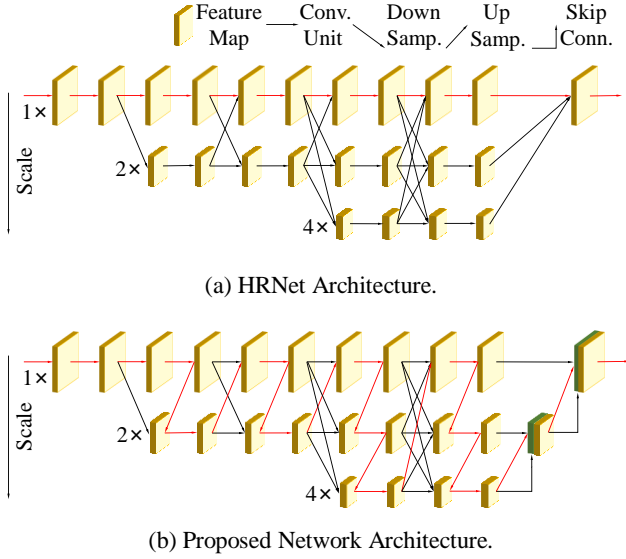 Feature Conv. Down Up Skip
Map Unit Samp. Samp. Conn.
1×
2×
4×
Scale
(a) HRNet Architecture.
1×
2×
4×
Scale
(b) Proposed Network Architecture.